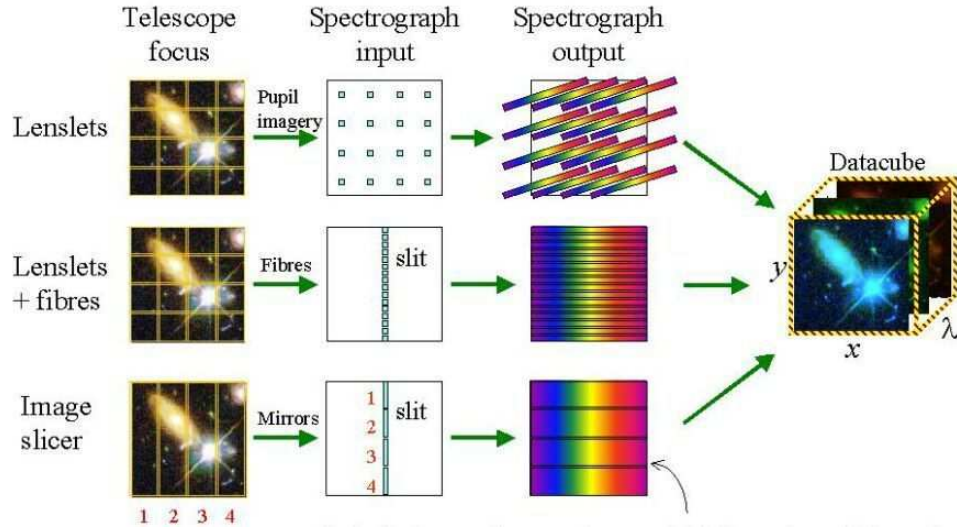 Telescope
focus
Spectrograph
input
Spectrograph
output
Lenslets
Pupil
imagery
Datacube
y
x
λ
Lenslets
+ fibres
Fibres
slit
Image
slicer
Mirrors
1
2
3
4
slit
1 2 3 4